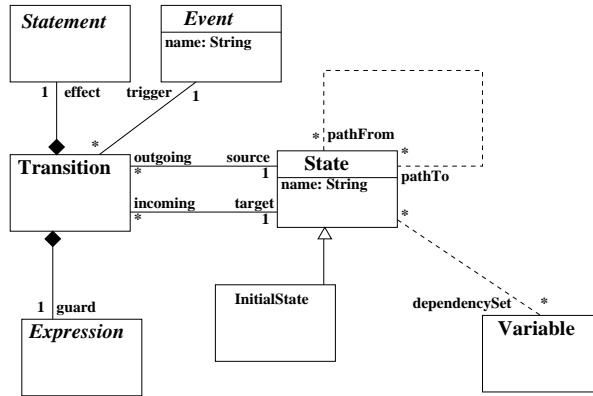 Statement
Event
name: String
1
effect
trigger
1
*
*
pathFrom
*
Transition
outgoing
source
State
*
1
name: String
pathTo
incoming
target
*
1
*
InitialState
dependencySet
*
1
guard
Expression
Variable